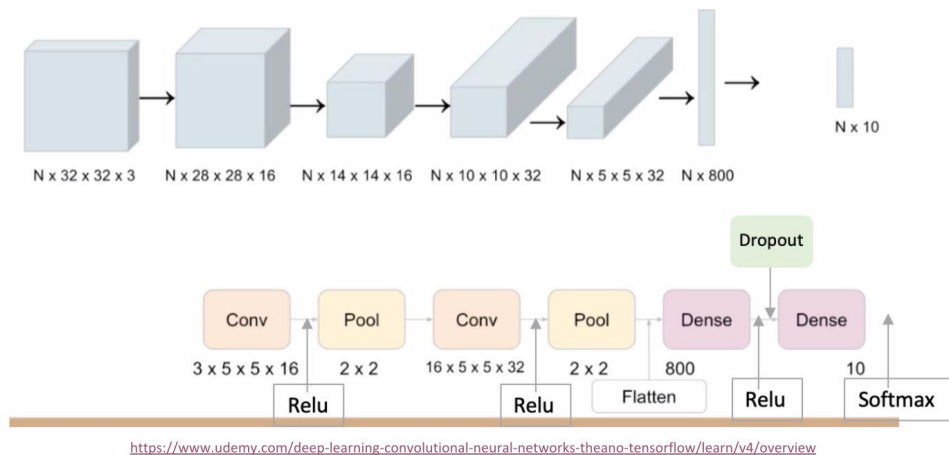 N x 32 x 32 x 3 N x 28 x 28 x 16 N x 14 x 14 x 16 N x 10 x 10 x 32 N x 5 x 5 x 32 N x 800
N x 10
Dropout
Conv Pool Conv Pool Dense Dense
3 x 5 x 5 x 16 2 x 2 16 x 5 x 5 x 32 2 x 2 800 10
Relu Relu Flatten Relu Softmax
https://www.udemy.com/deep-learning-convolutional-neural-networks-theano-tensorflow/learn/v4/overview